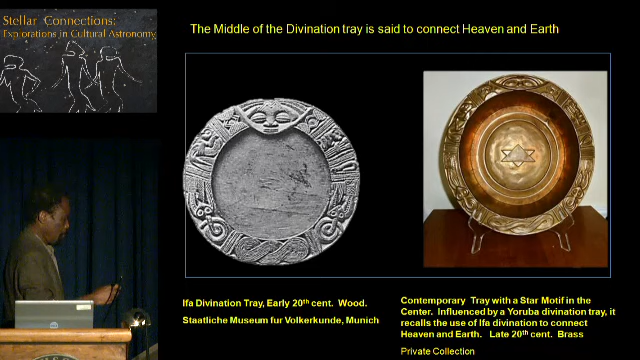 Stellar Connections:
Explorations in Cultural Astronomy
The Middle of the Divination tray is said to connect Heaven and Earth
Ifa Divination Tray, Early 20th cent. Wood.
Staatliche Museum fur Volkerkunde, Munich
Contemporary Tray with a Star Motif in the
Center. Influenced by a Yoruba divination tray, it
recalls the use of Ifa divination to connect
Heaven and Earth. Late 20th cent. Brass
Private Collection